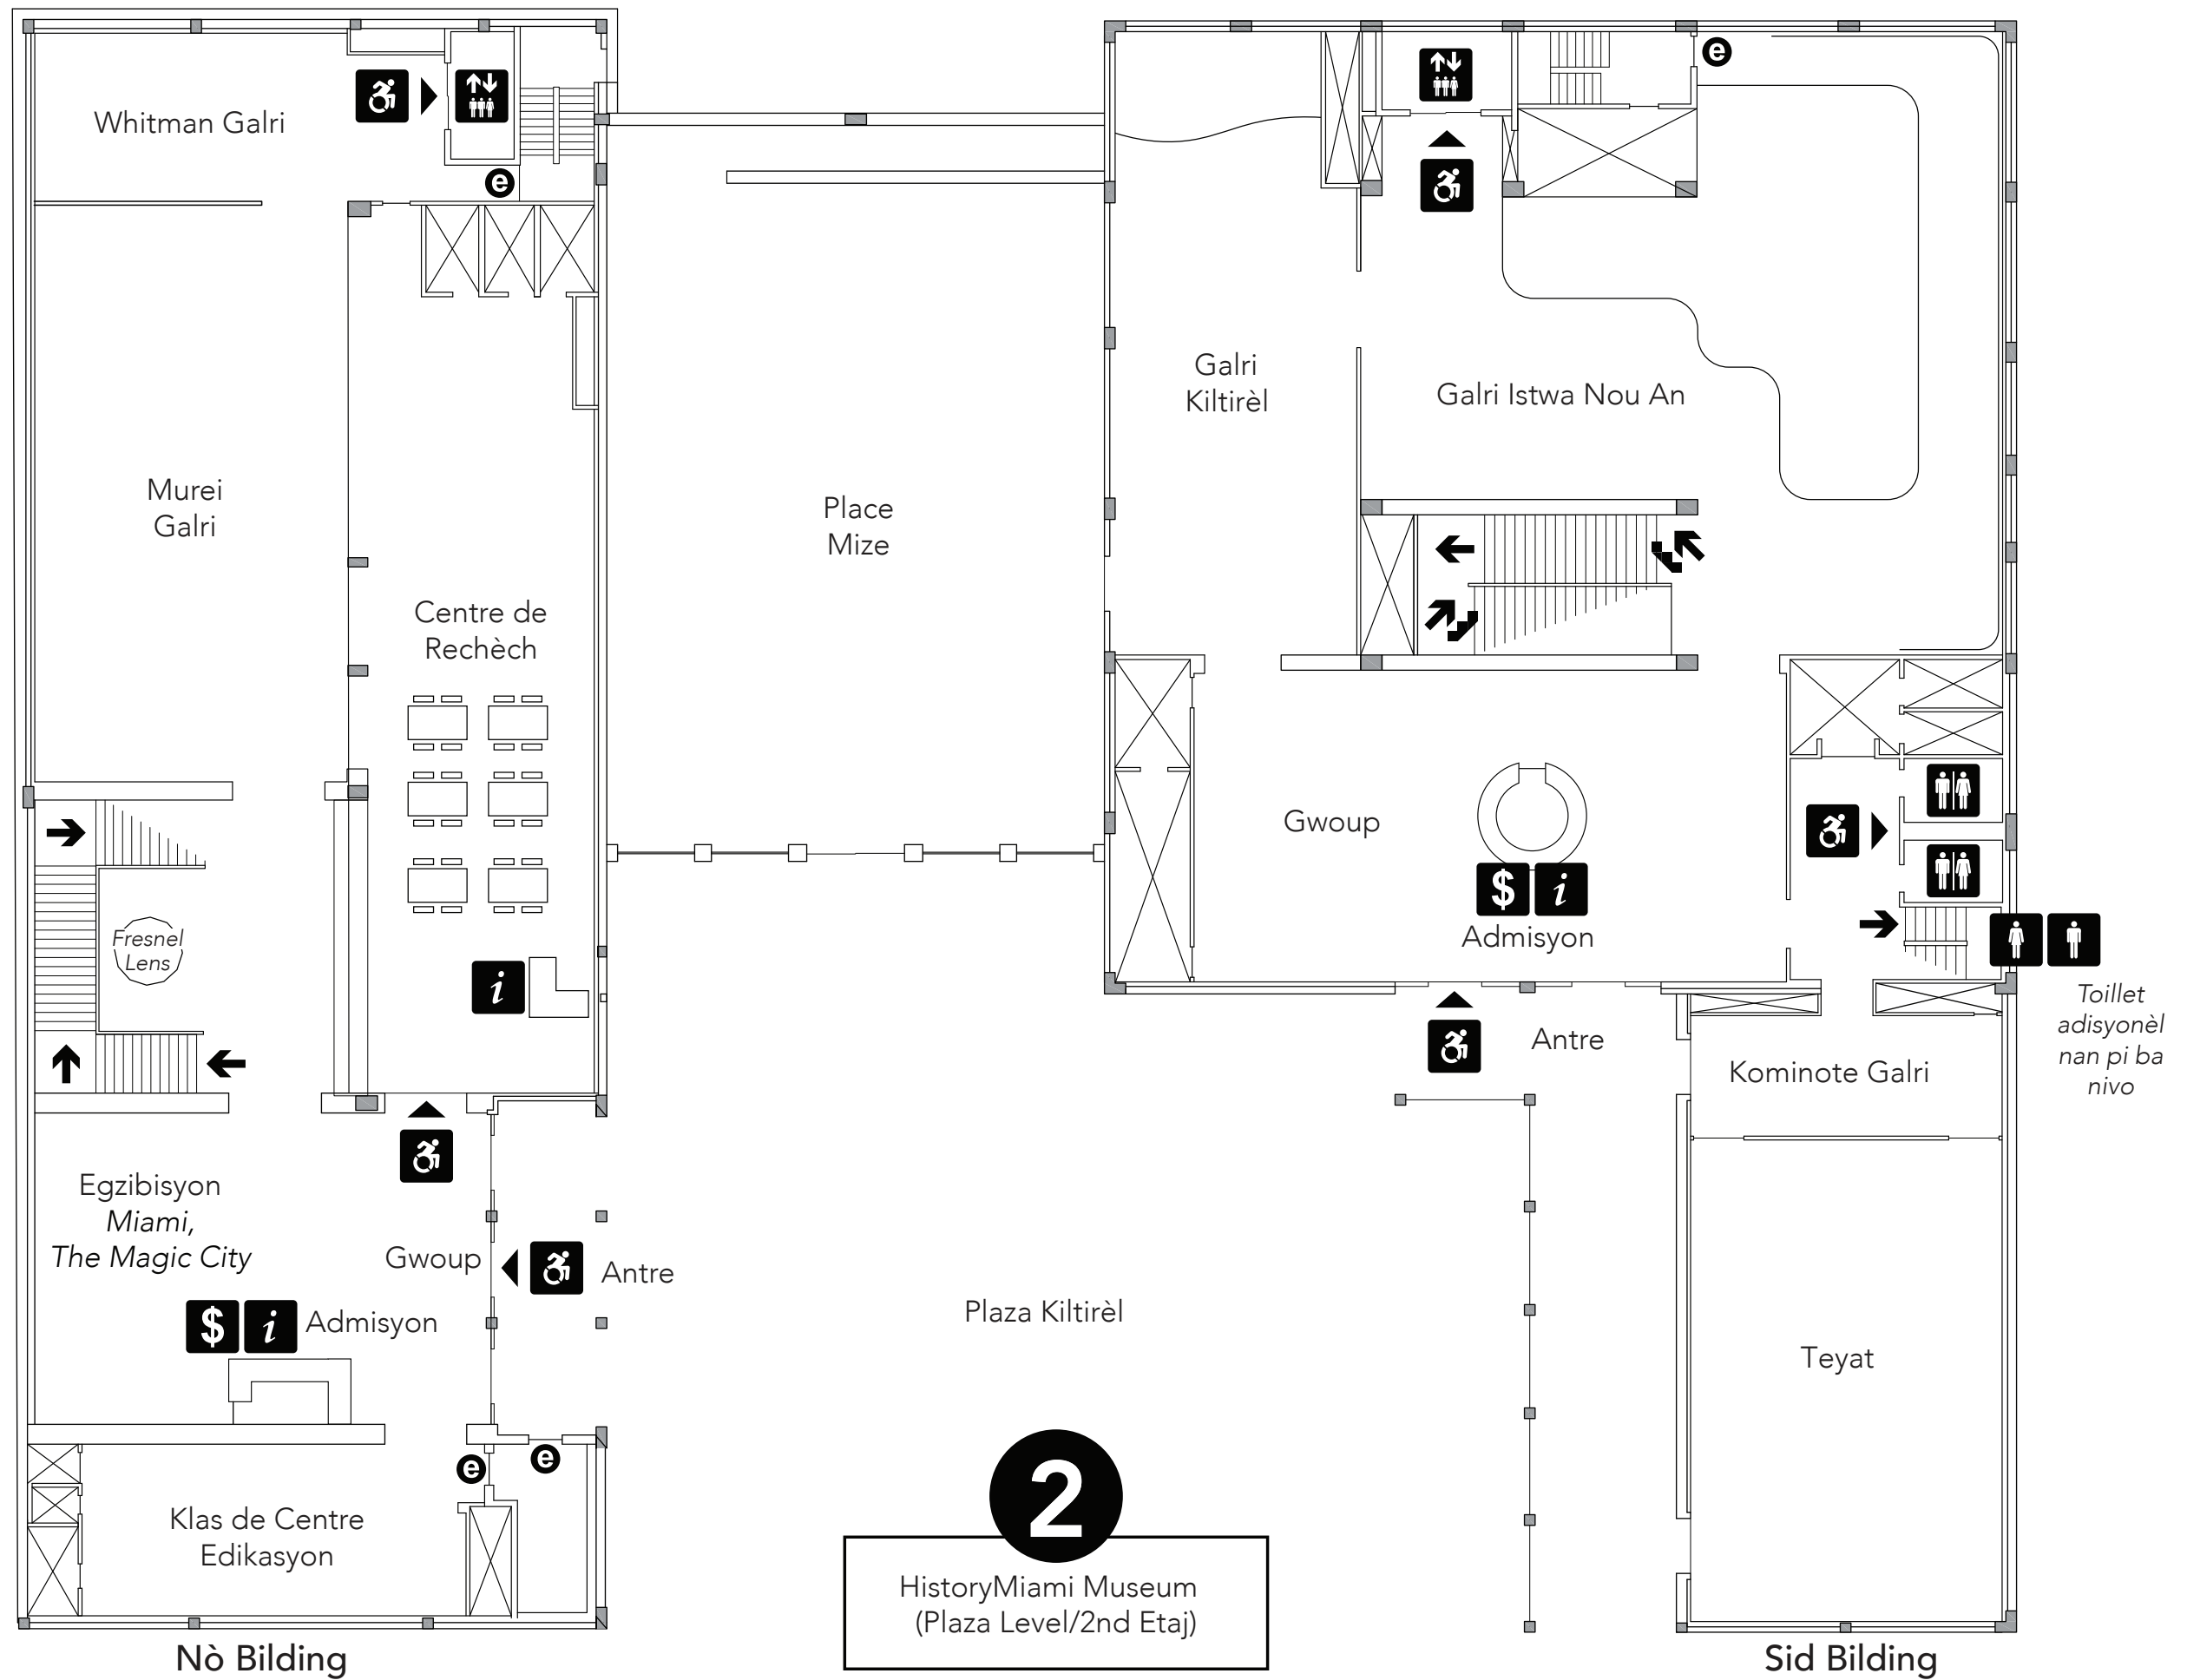 Whitman Galri
e
Murei
Galri
Centre de
Rechèch
Fresnel
Lens
i
Egzibisyon
Miami,
The Magic City
Gwoup
Antre
$ i Admisyon
e
e
Klas de Centre
Edikasyon
Nò Bilding
Place
Mize
Plaza Kiltirèl
2
HistoryMiami Museum
(Plaza Level/2nd Etaj)
e
Galri
Kiltirèl
Galri Istwa Nou An
Gwoup
$ i
Admisyon
Antre
Toillet
adisyonèl
nan pi ba
nivo
Kominote Galri
Teyat
Sid Bilding